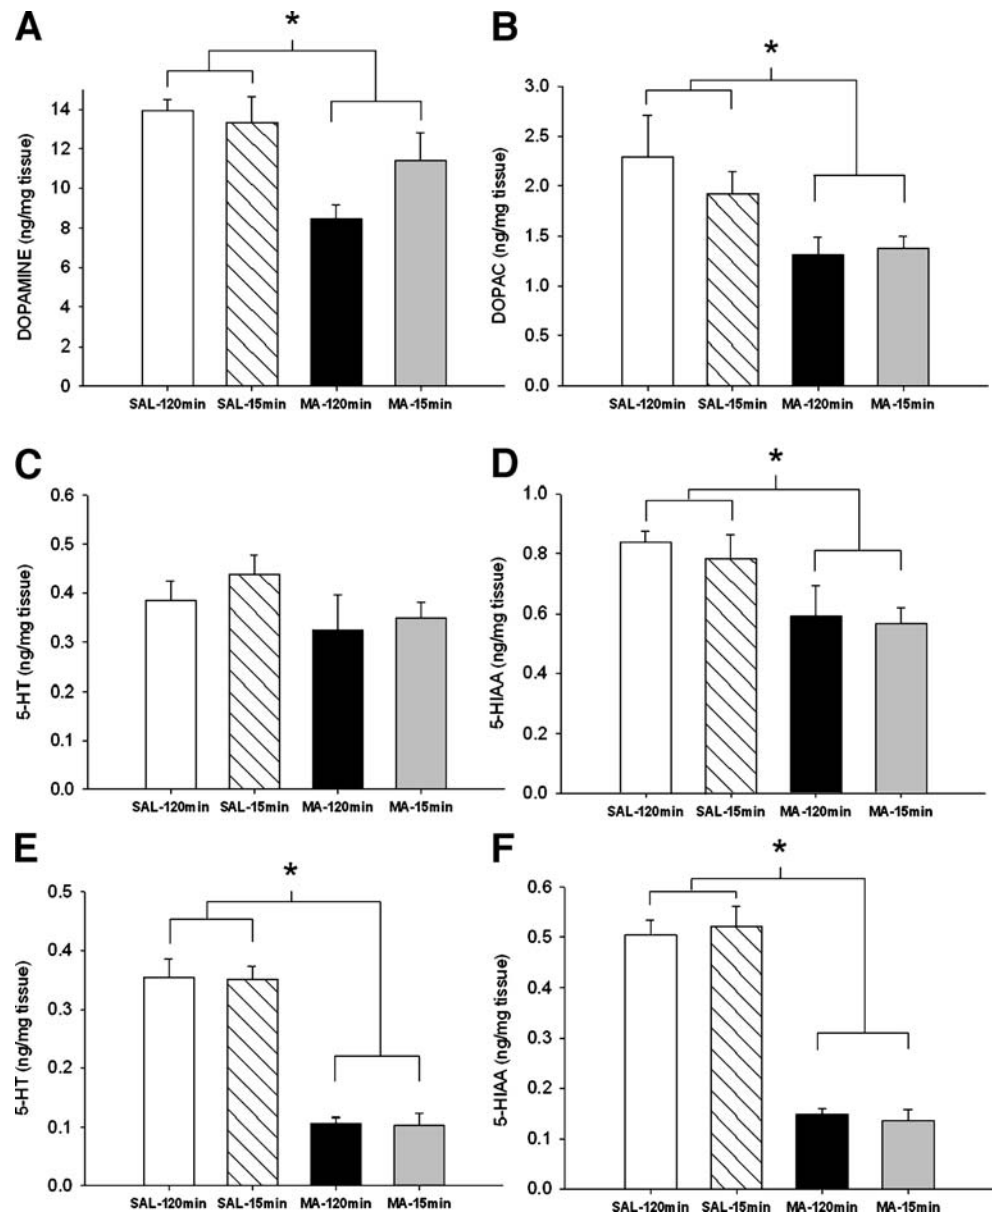 A
*
DOPAMINE (ng/mg tissue)
14
12
10
8
6
4
2
0
SAL-120min SAL-15min MA-120min MA-15min
B
*
DOPAC (ng/mg tissue)
3.0
2.5
2.0
1.5
1.0
0.5
0.0
SAL-120min SAL-15min MA-120min MA-15min
C
5-HT (ng/mg tissue)
0.6
0.5
0.4
0.3
0.2
0.1
0.0
SAL-120min SAL-15min MA-120min MA-15min
D
*
5-HIAA (ng/mg tissue)
1.0
0.8
0.6
0.4
0.2
0.0
SAL-120min SAL-15min MA-120min MA-15min
E
*
5-HT (ng/mg tissue)
0.5
0.4
0.3
0.2
0.1
0.0
SAL-120min SAL-15min MA-120min MA-15min
F
*
5-HIAA (ng/mg tissue)
0.6
0.5
0.4
0.3
0.2
0.1
0.0
SAL-120min SAL-15min MA-120min MA-15min